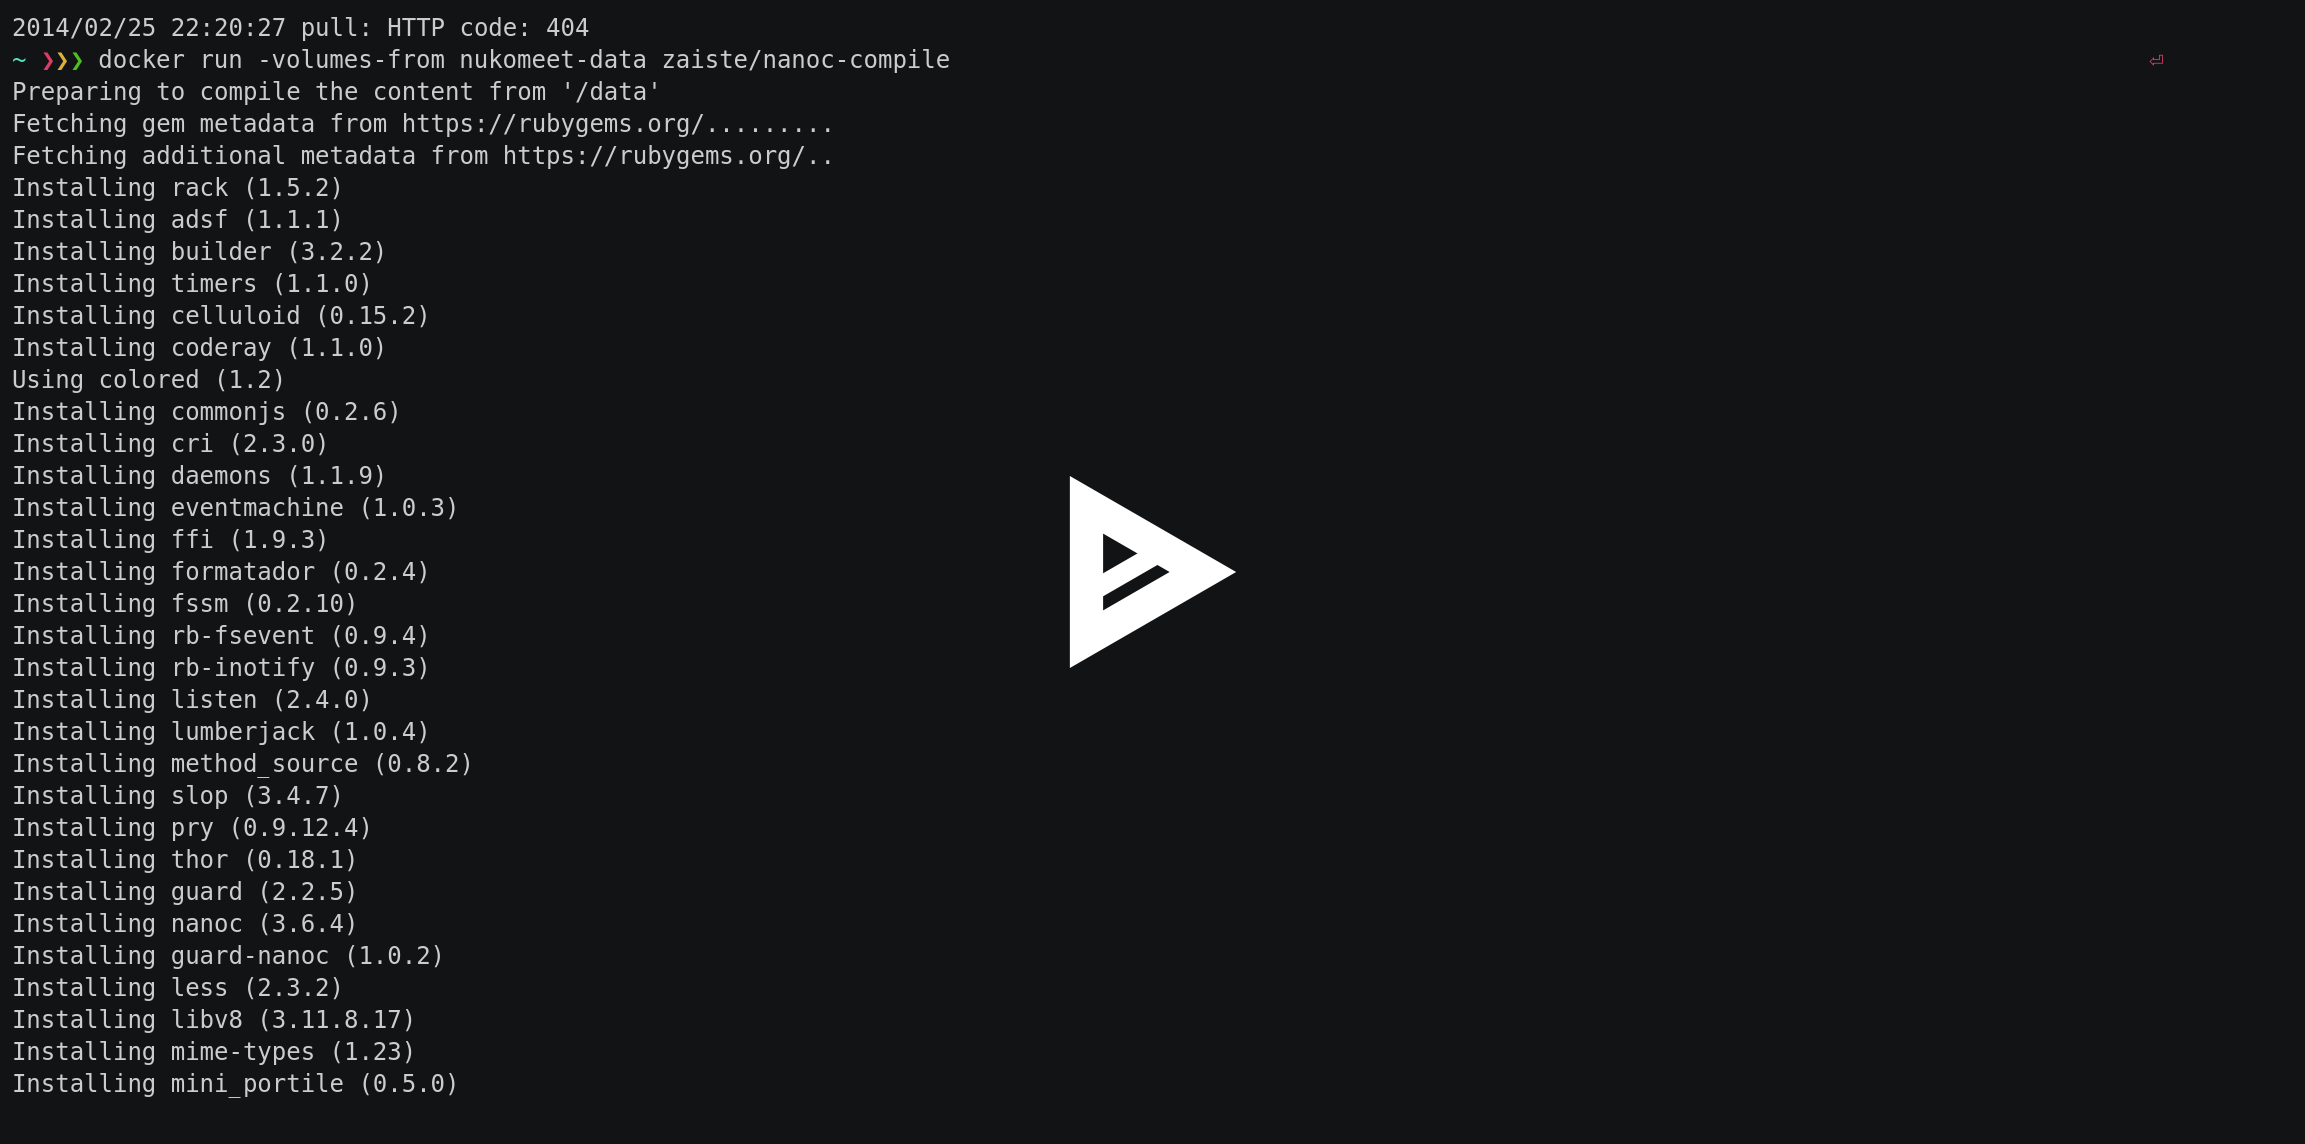 2014/02/25 22:20:27 pull: HTTP code: 404
~ ❯❯❯ docker run -volumes-from nukomeet-data zaiste/nanoc-compile ⏎
Preparing to compile the content from '/data'
Fetching gem metadata from https://rubygems.org/.........
Fetching additional metadata from https://rubygems.org/..
Installing rack (1.5.2)
Installing adsf (1.1.1)
Installing builder (3.2.2)
Installing timers (1.1.0)
Installing celluloid (0.15.2)
Installing coderay (1.1.0)
Using colored (1.2)
Installing commonjs (0.2.6)
Installing cri (2.3.0)
Installing daemons (1.1.9)
Installing eventmachine (1.0.3)
Installing ffi (1.9.3)
Installing formatador (0.2.4)
Installing fssm (0.2.10)
Installing rb-fsevent (0.9.4)
Installing rb-inotify (0.9.3)
Installing listen (2.4.0)
Installing lumberjack (1.0.4)
Installing method_source (0.8.2)
Installing slop (3.4.7)
Installing pry (0.9.12.4)
Installing thor (0.18.1)
Installing guard (2.2.5)
Installing nanoc (3.6.4)
Installing guard-nanoc (1.0.2)
Installing less (2.3.2)
Installing libv8 (3.11.8.17)
Installing mime-types (1.23)
Installing mini_portile (0.5.0)